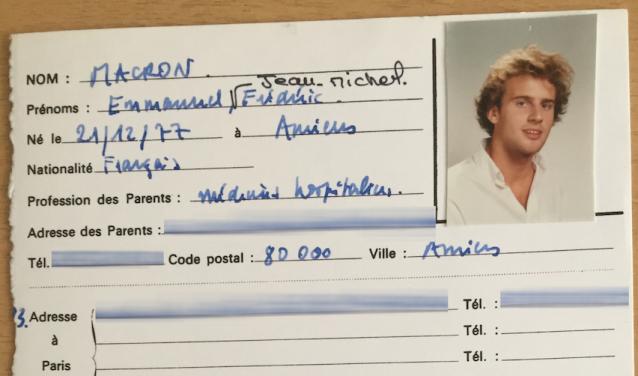 NOM : MACRON.
Jean-Michel.
Prénoms : Emmanuel √ Frédéric.
Né le 21/12/77 à Amiens
Nationalité Français
Profession des Parents : médecins hospitaliers.
Adresse des Parents :
Tél. Code postal : 80 000 Ville : Amiens
Adresse Tél. :
à Tél. :
Paris Tél. :